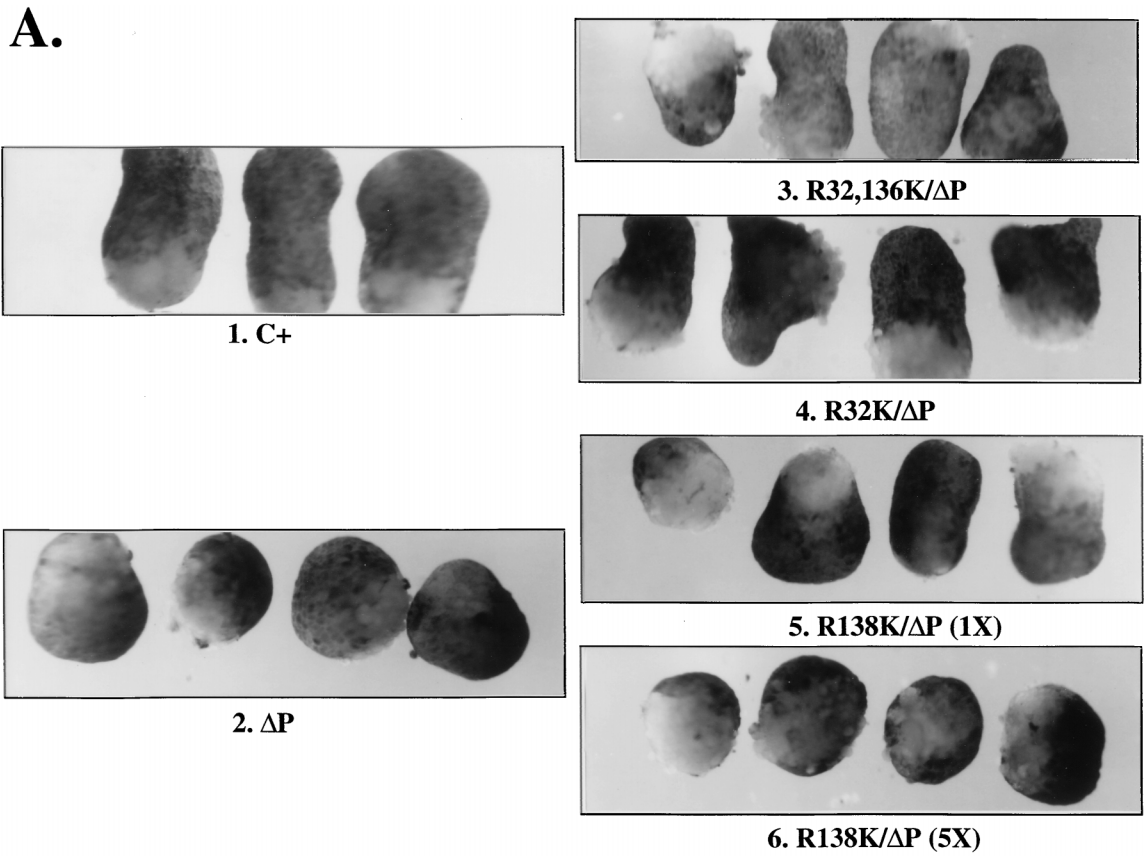 A.
1. C+
2. ΔP
3. R32,136K/ΔP
4. R32K/ΔP
5. R138K/ΔP (1X)
6. R138K/ΔP (5X)